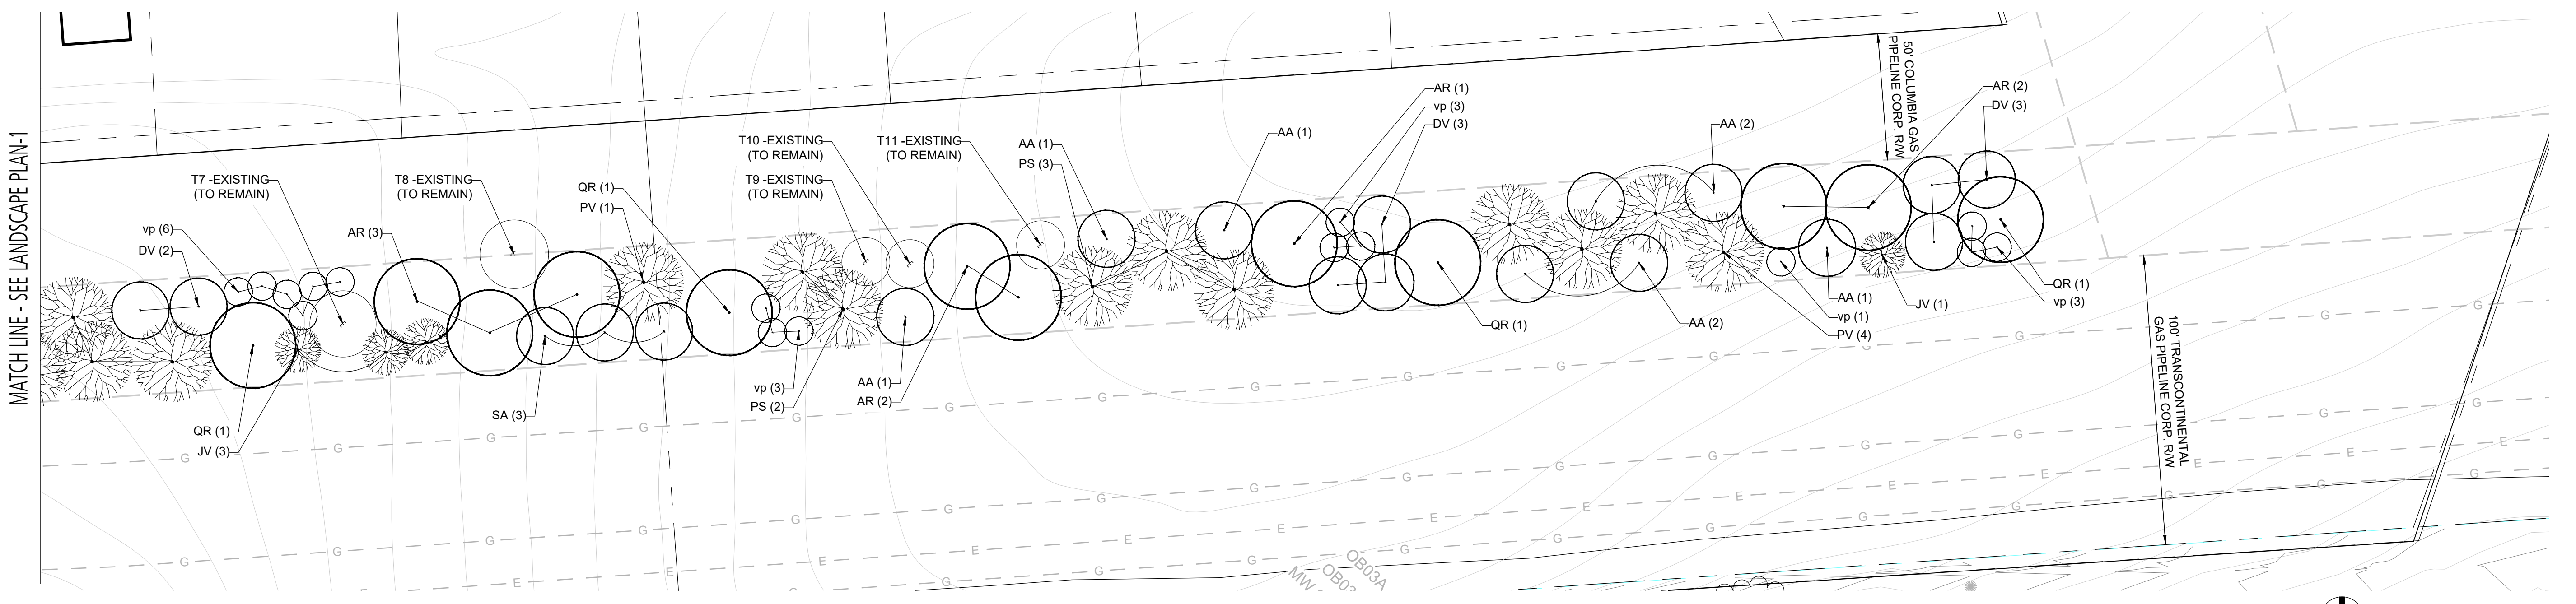 MATCH LINE - SEE LANDSCAPE PLAN-1
vp (6)
DV (2)
T7 -EXISTING
(TO REMAIN)
QR (1)
JV (3)
AR (3)
T8 -EXISTING
(TO REMAIN)
SA (3)
QR (1)
PV (1)
T10 -EXISTING
(TO REMAIN)
T9 -EXISTING
(TO REMAIN)
vp (3)
PS (2)
T11 -EXISTING
(TO REMAIN)
AA (1)
AR (2)
AA (1)
PS (3)
AA (1)
AR (1)
vp (3)
DV (3)
QR (1)
AA (2)
AA (2)
50' COLUMBIA GAS
PIPELINE CORP. R/W
AR (2)
DV (3)
AA (1)
vp (1)
PV (4)
JV (1)
QR (1)
vp (3)
100' TRANSCONTINENTAL
GAS PIPELINE CORP. R/W
G G G G G G G G G
G G G G G G G G G G G G G G G G
E E E E E E E E E E E E E E
G G G G G G G G G G
OB03A
OB03
MW